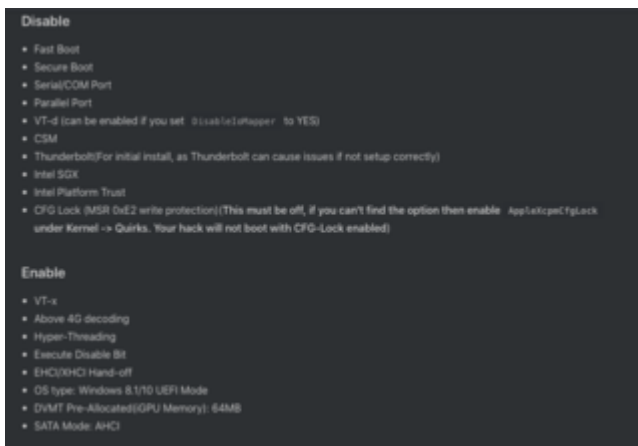 Disable
Fast Boot
Secure Boot
Serial/COM Port
Parallel Port
VT-d (can be enabled if you set DisableIoMapper to YES)
CSM
Thunderbolt(For initial install, as Thunderbolt can cause issues if not setup correctly)
Intel SGX
Intel Platform Trust
CFG Lock (MSR 0xE2 write protection)(This must be off, if you can't find the option then enable AppleXcpmCfgLock
under Kernel -> Quirks. Your hack will not boot with CFG-Lock enabled)
Enable
VT-x
Above 4G decoding
Hyper-Threading
Execute Disable Bit
EHCI/XHCI Hand-off
OS type: Windows 8.1/10 UEFI Mode
DVMT Pre-Allocated(iGPU Memory): 64MB
SATA Mode: AHCI